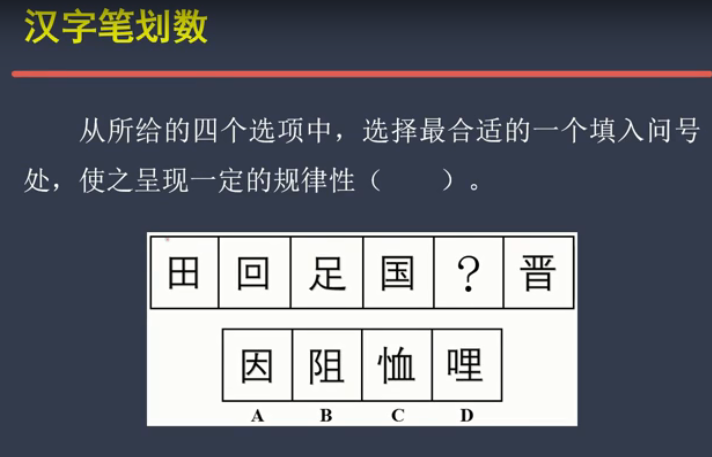 汉字笔划数
从所给的四个选项中，选择最合适的一个填入问号
处，使之呈现一定的规律性（　　）。
田 回 足 国 ? 晋
因 阻 恤 哩
A B C D